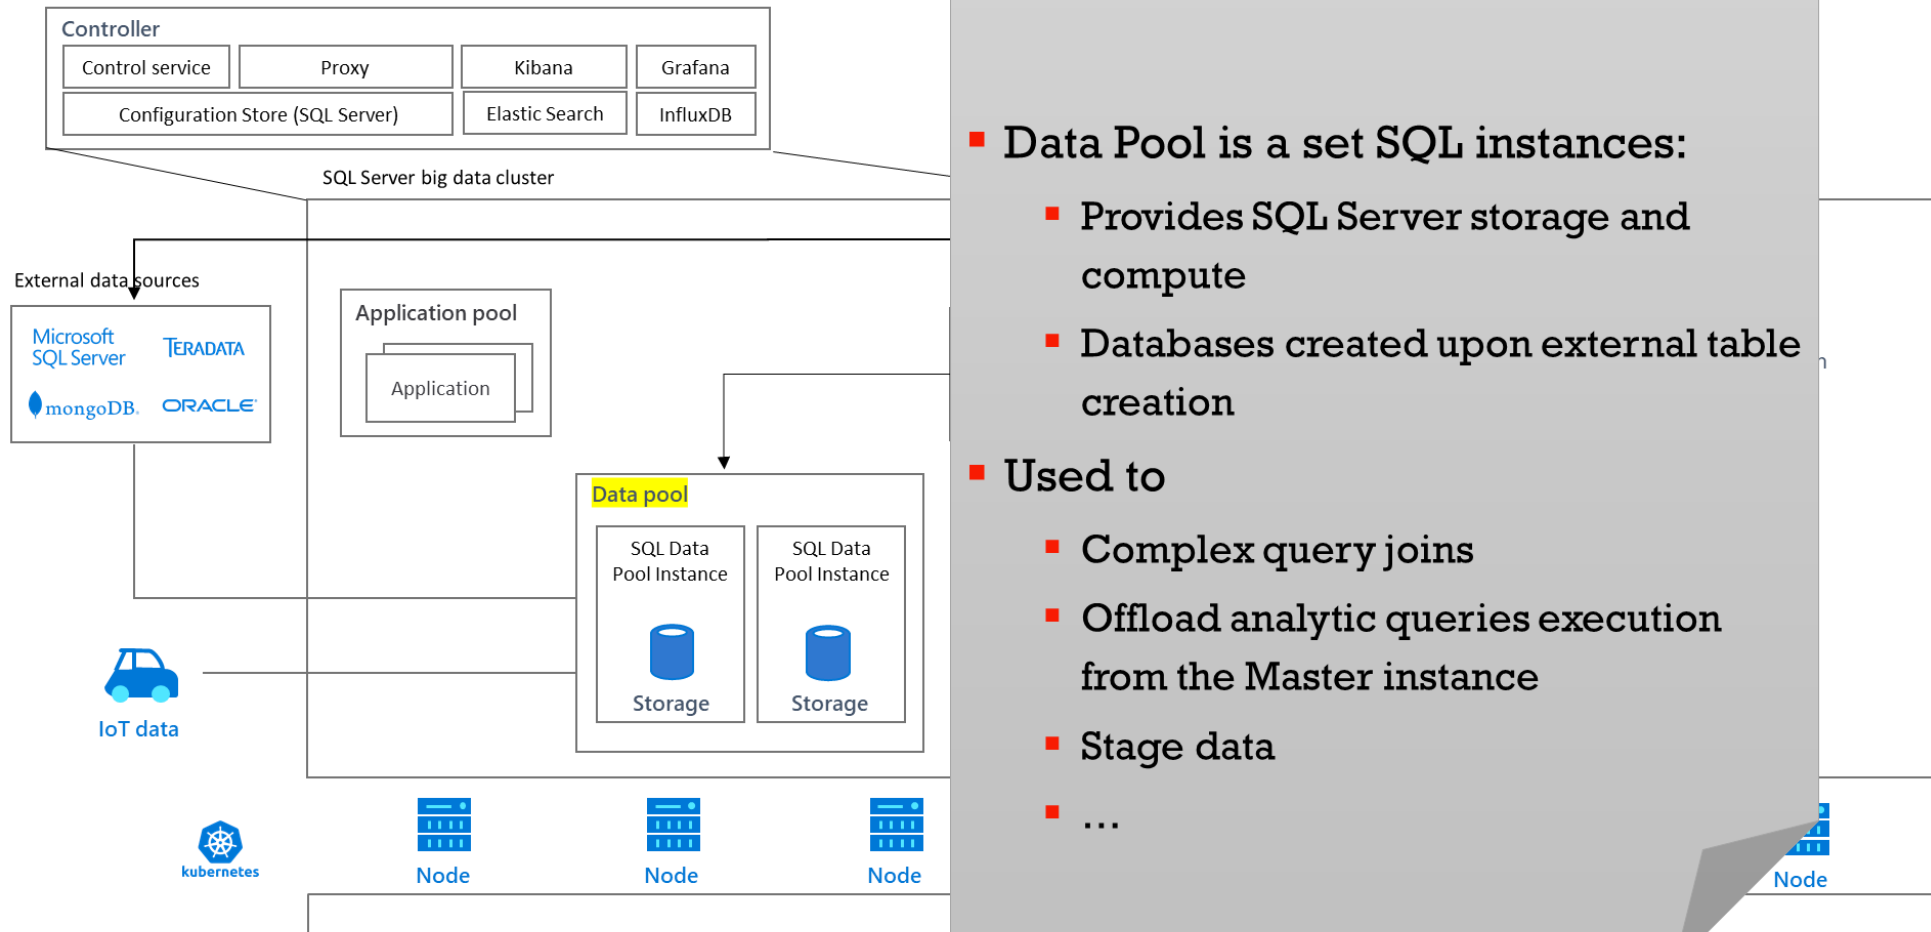 Controller
Control service
Proxy
Kibana
Grafana
Configuration Store (SQL Server)
Elastic Search
InfluxDB
SQL Server big data cluster
External data sources
Microsoft
SQL Server
TERADATA
mongoDB.
ORACLE
Application pool
Application
Data pool
SQL Data
Pool Instance
Storage
SQL Data
Pool Instance
Storage
IoT data
kubernetes
Node
Node
Node
Data Pool is a set SQL instances:
Provides SQL Server storage and
compute
Databases created upon external table
creation
Used to
Complex query joins
Offload analytic queries execution
from the Master instance
Stage data
...
n
Node